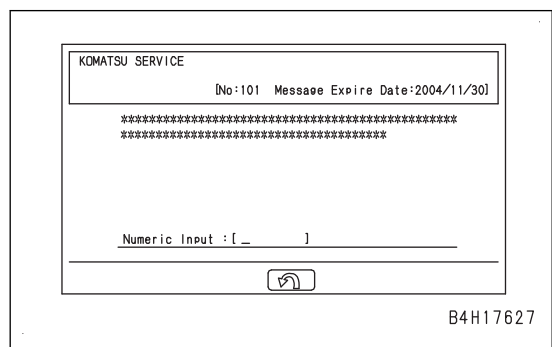 KOMATSU SERVICE
[No:101 Message Expire Date:2004/11/30]
************************************************
**************************************
Numeric Input :[ _ ]
B4H17627